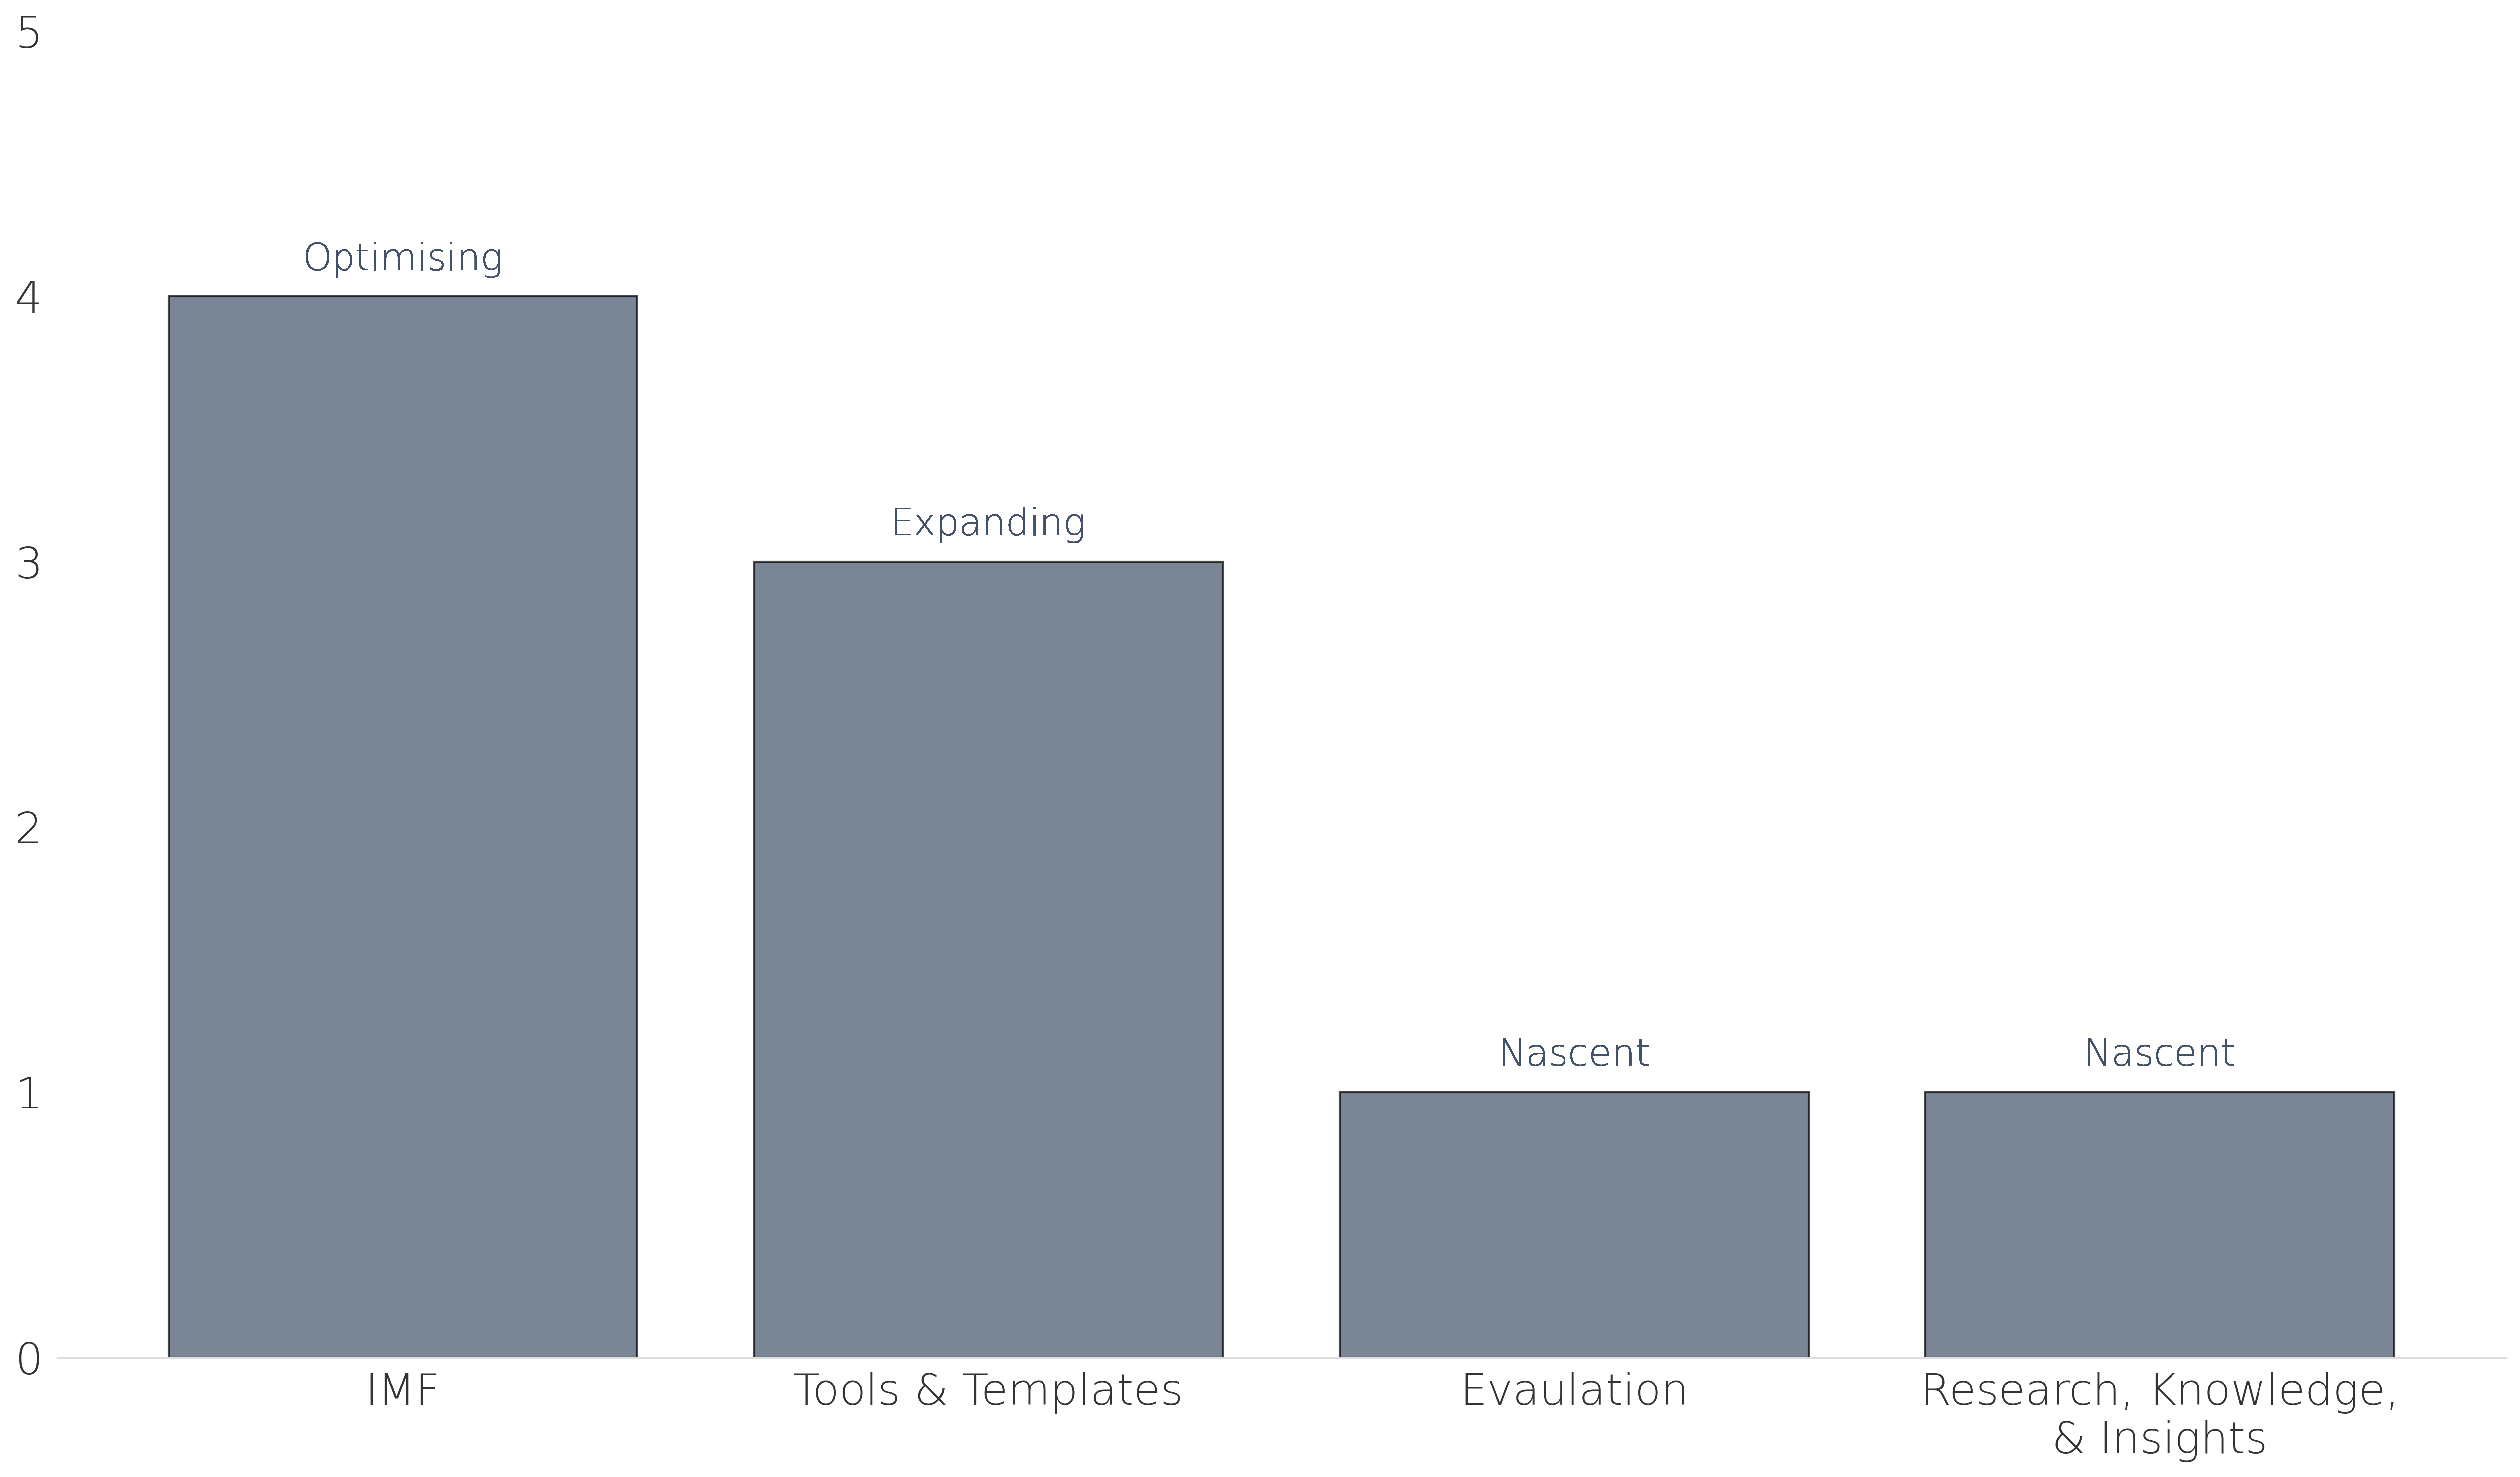 5
Optimising
4
Expanding
3
2
Nascent
Nascent
1
0
IMF
Tools & Templates
Evaulation
Research, Knowledge,
& Insights